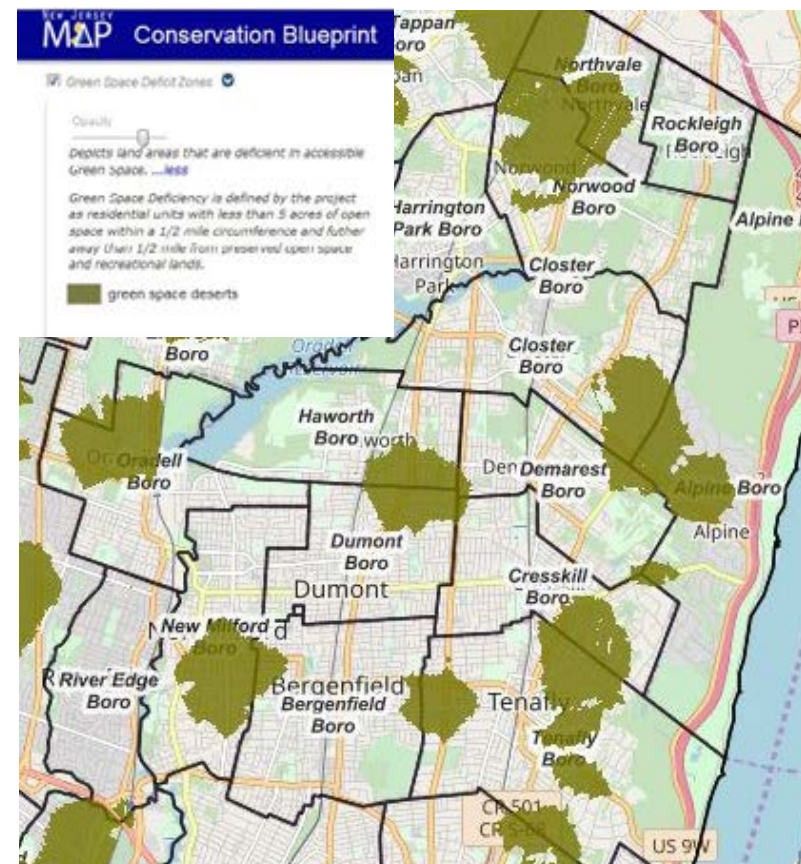 NEW JERSEY
MAP Conservation Blueprint
Green Space Deficit Zones
Opacity
Depicts land areas that are deficient in accessible
Green Space. ...less
Green Space Deficiency is defined by the project
as residential units with less than 5 acres of open
space within a 1/2 mile circumference and futher
away than 1/2 mile from preserved open space
and recreational lands.
green space deserts
Tappan
oro
Northvale
Boro
Northvale
Rockleigh
Boro
Norwood
Norwood
Boro
Harrington
Park Boro
Harrington
Park
Alpine
Closter
Boro
Closter
Boro
Boro
Haworth
Boro
worth
Oradell
Boro
Den
Demarest
Boro
Alpine Boro
Alpine
Dumont
Boro
Dumont
Cresskill
Boro
New Milford
Boro
River Edge
Boro
Bergenfield
Bergenfield
Boro
Tenafly
Tenafly
Boro
CR 501
US 9W